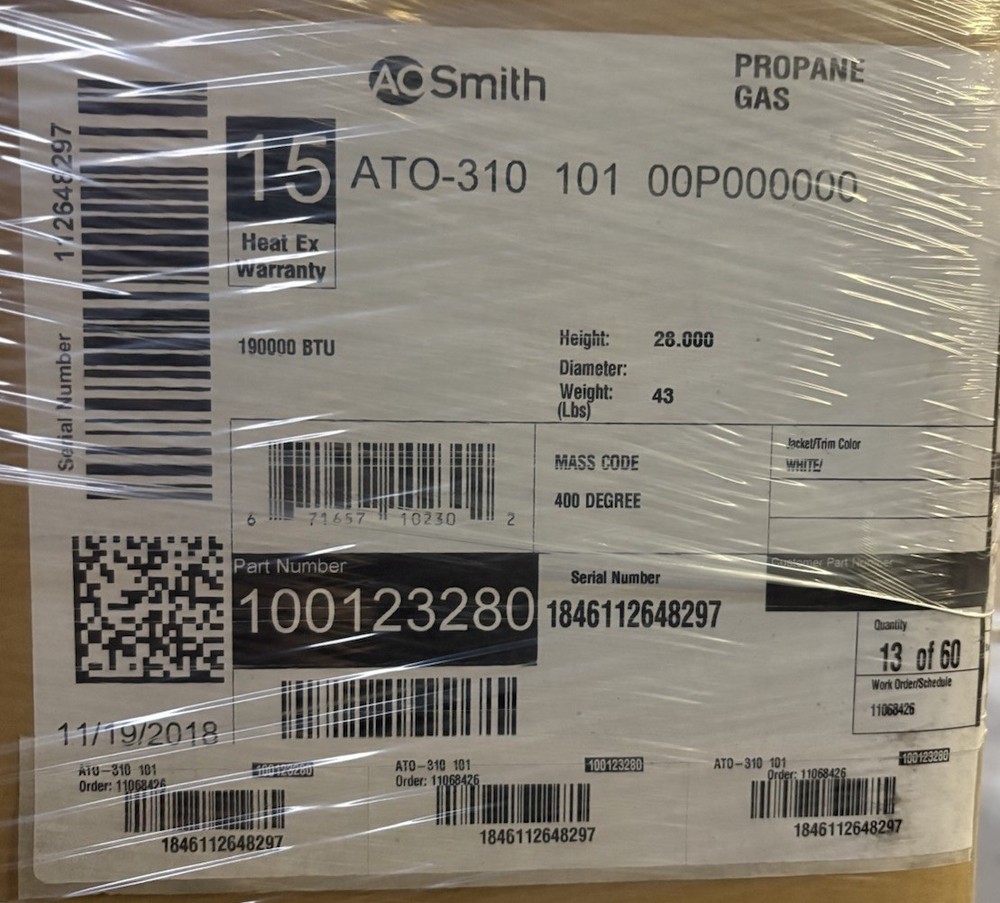 AO Smith
PROPANE
GAS
15
ATO-310 101 00P000000
Heat Ex
Warranty
Serial Number 112648297
190000 BTU
Height: 28.000
Diameter:
Weight: 43
(Lbs)
6 71657 10230 2
MASS CODE
400 DEGREE
Jacket/Trim Color
WHITE/
Part Number
100123280
Serial Number
1846112648297
Customer Part Number
Quantity
13 of 60
Work Order/Schedule
11068426
11/19/2018
ATO-310 101 100123280
Order: 11068426
1846112648297
ATO-310 101 100123280
Order: 11068426
1846112648297
ATO-310 101 100123280
Order: 11068426
1846112648297